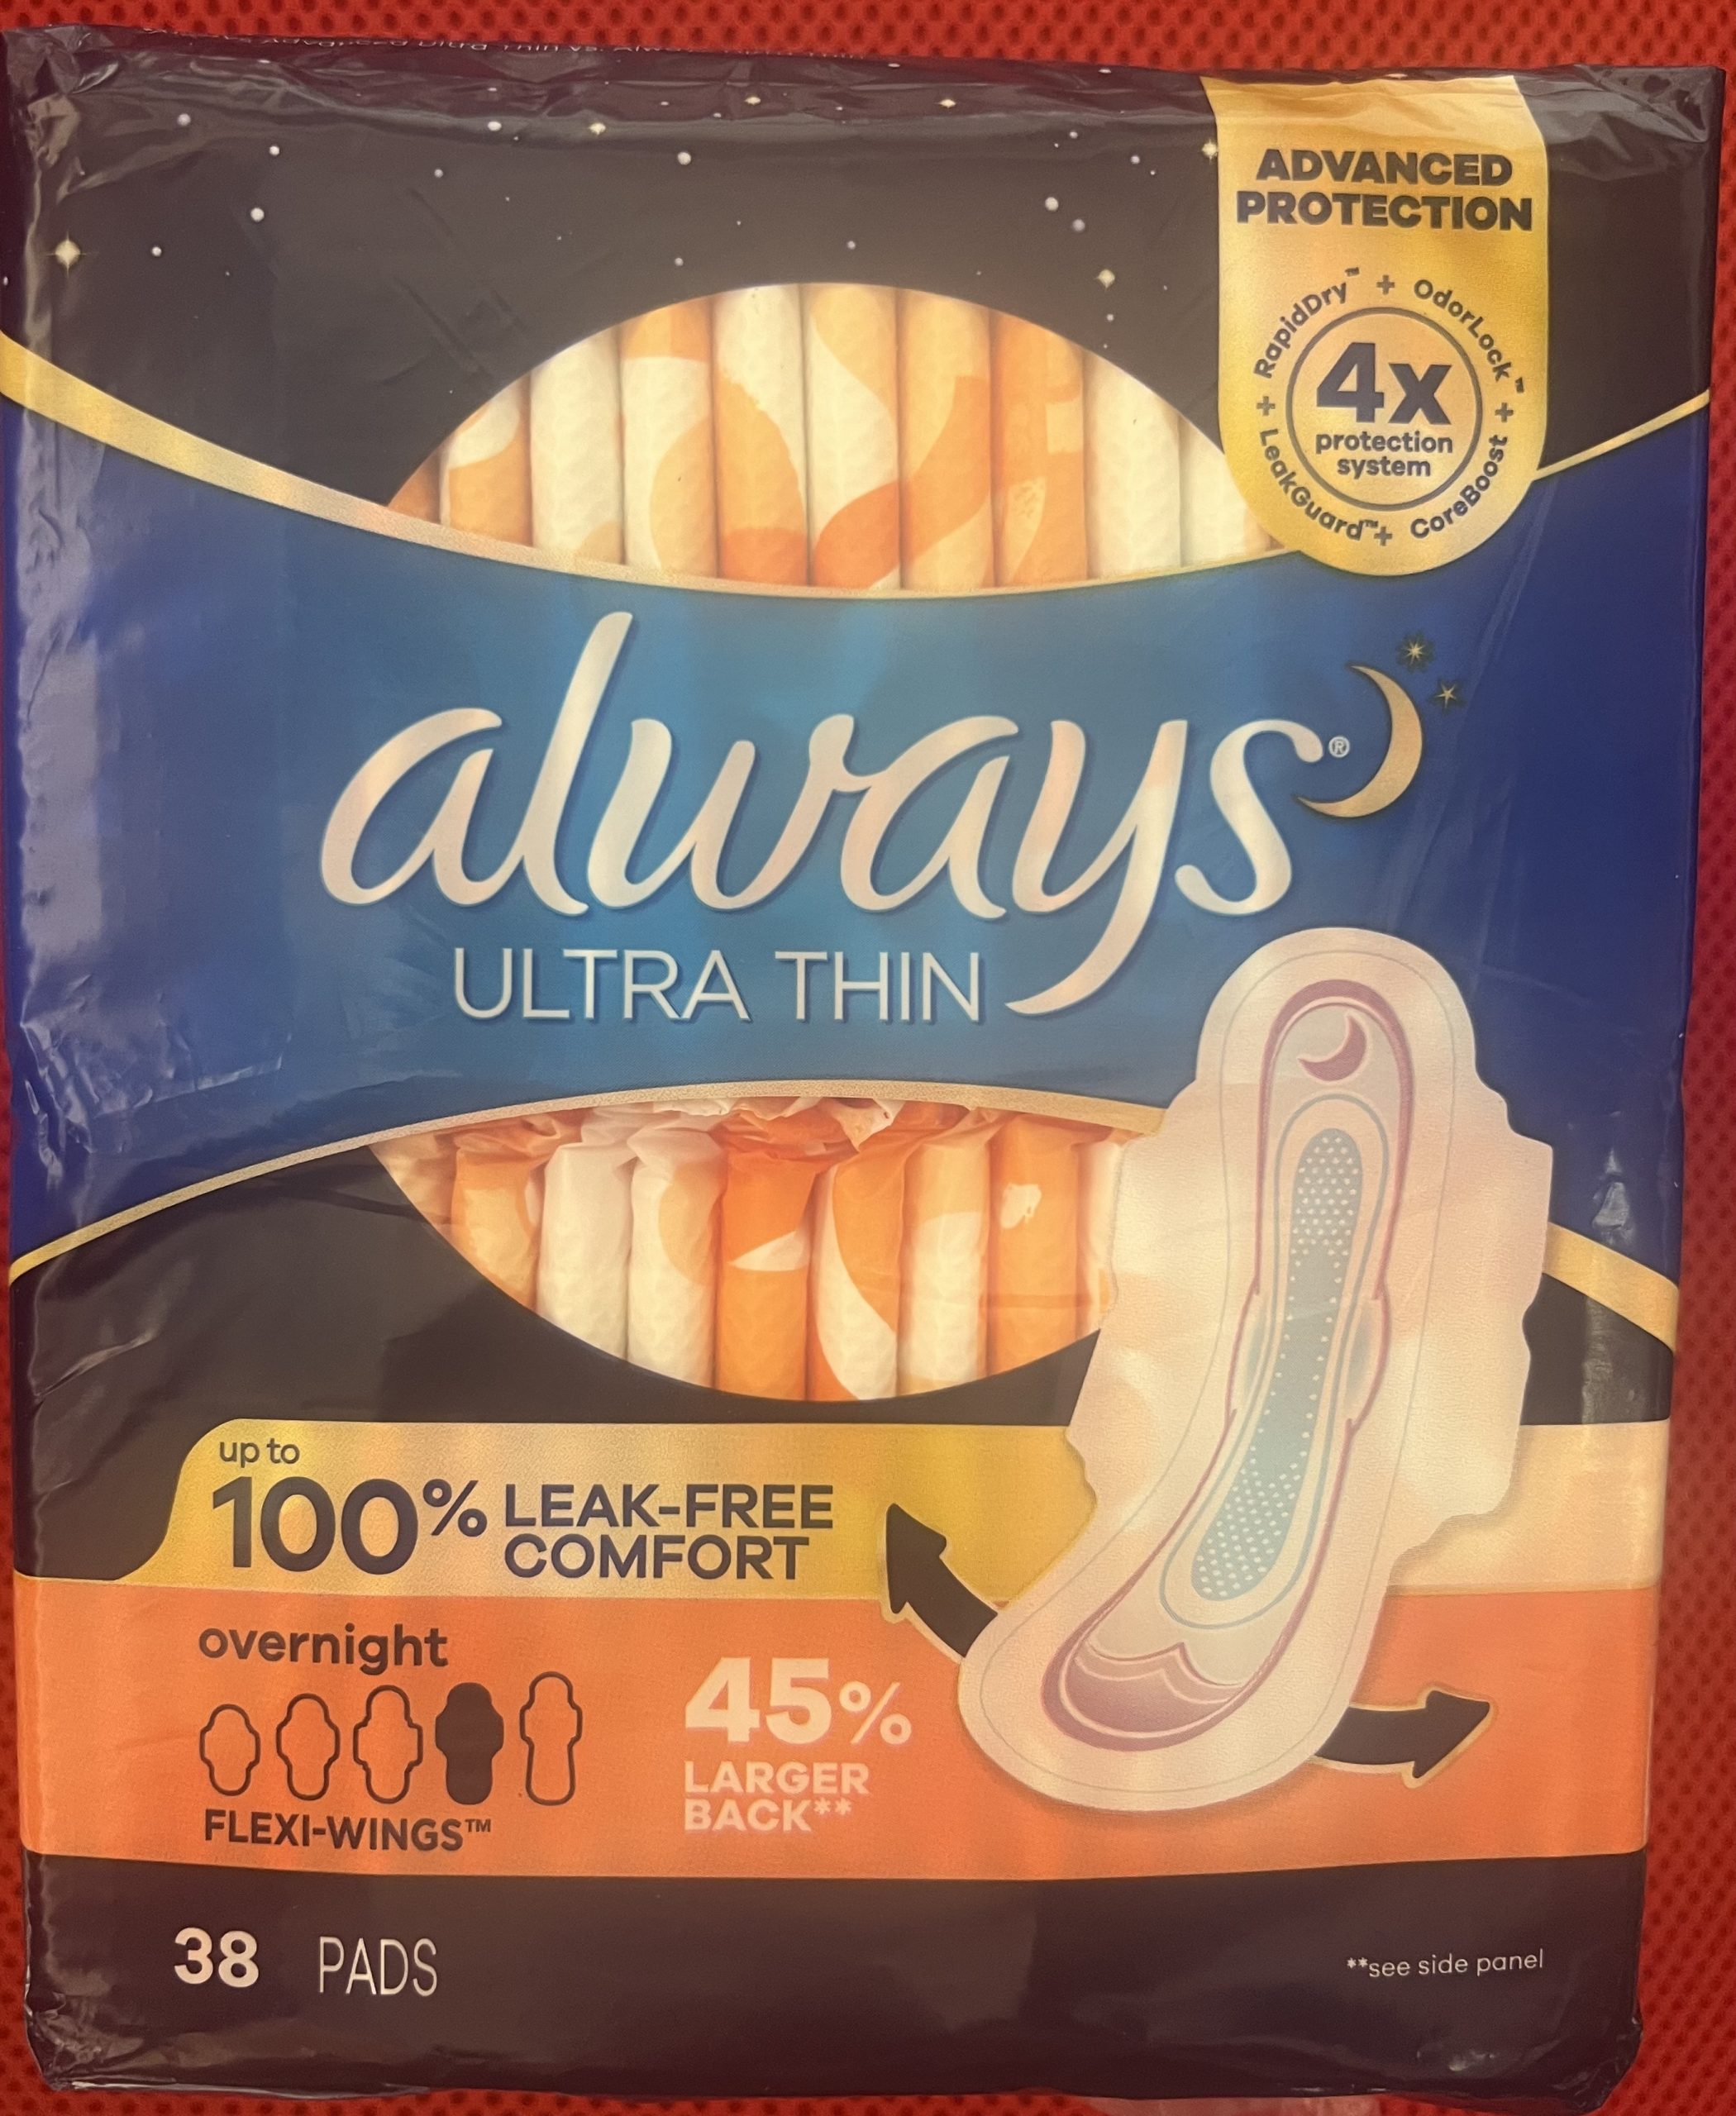 ADVANCED
PROTECTION
RapidDry™ + OdorLock™ + CoreBoost + LeakGuard™ +
4x
protection
system
always®
ULTRA THIN
up to
100% LEAK-FREE
COMFORT
overnight
FLEXI-WINGS™
45%
LARGER
BACK**
38 PADS
**see side panel